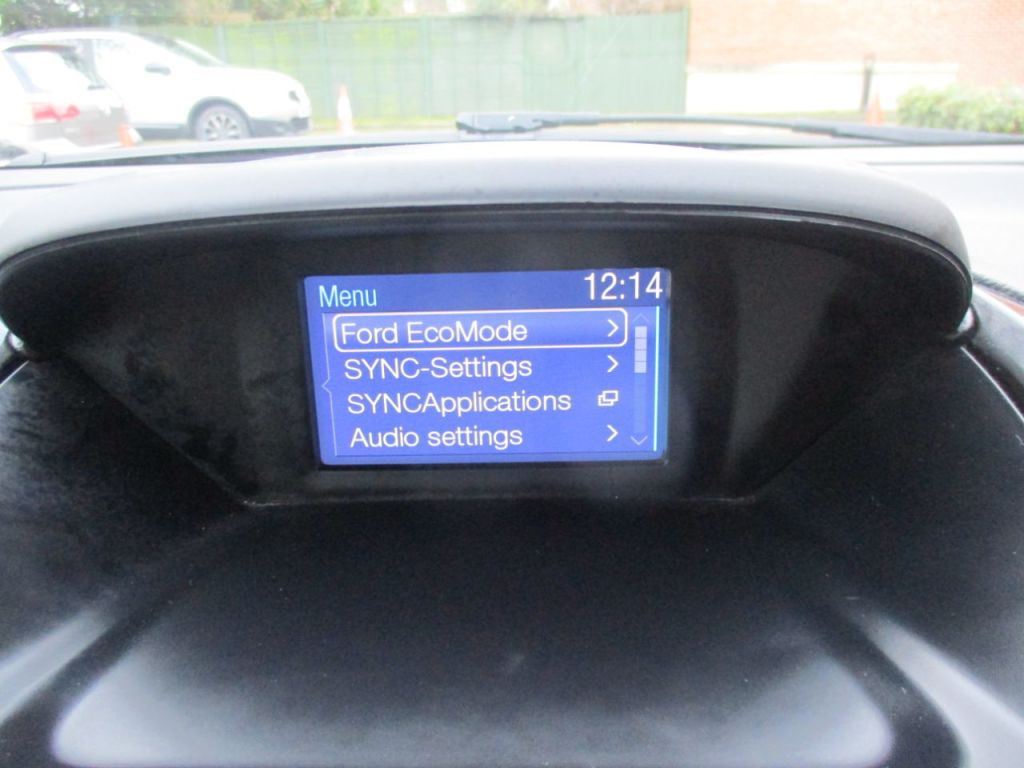 Menu 12:14
Ford EcoMode
SYNC-Settings
SYNCApplications
Audio settings